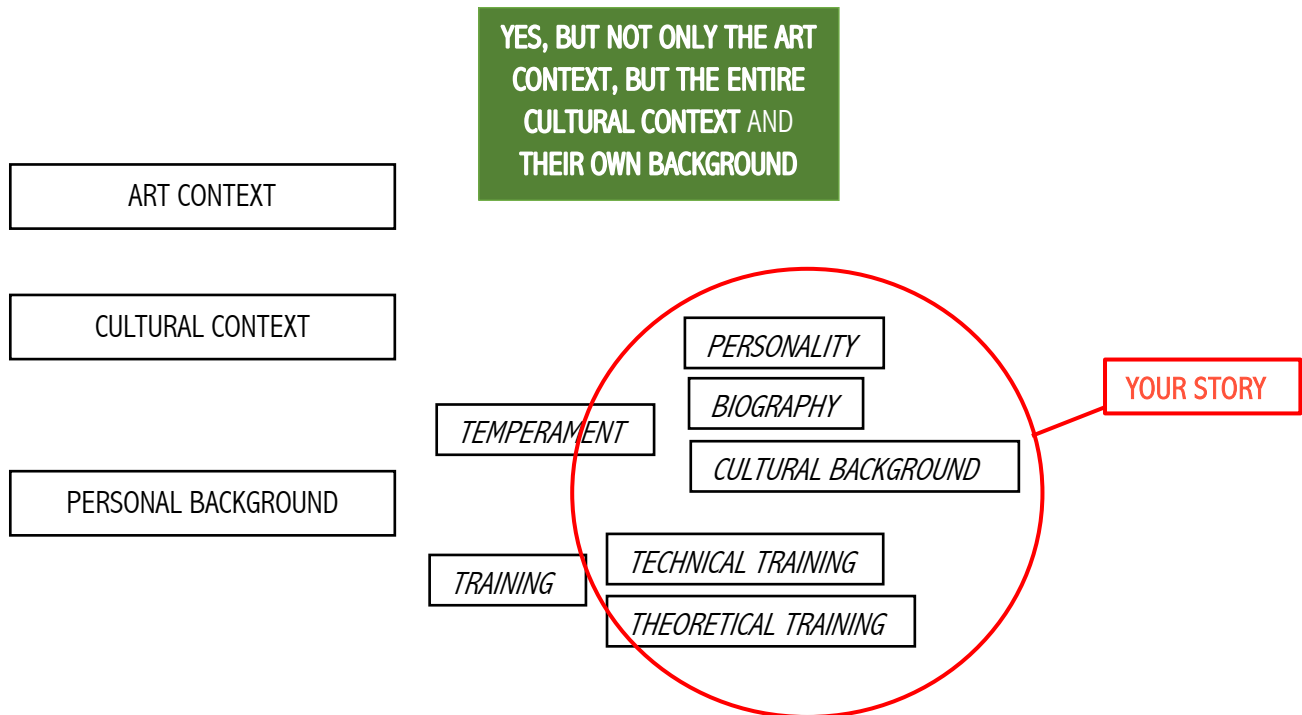 YES, BUT NOT ONLY THE ART
CONTEXT, BUT THE ENTIRE
CULTURAL CONTEXT AND
THEIR OWN BACKGROUND
ART CONTEXT
CULTURAL CONTEXT
PERSONALITY
BIOGRAPHY
YOUR STORY
TEMPERAMENT
CULTURAL BACKGROUND
PERSONAL BACKGROUND
TECHNICAL TRAINING
TRAINING
THEORETICAL TRAINING